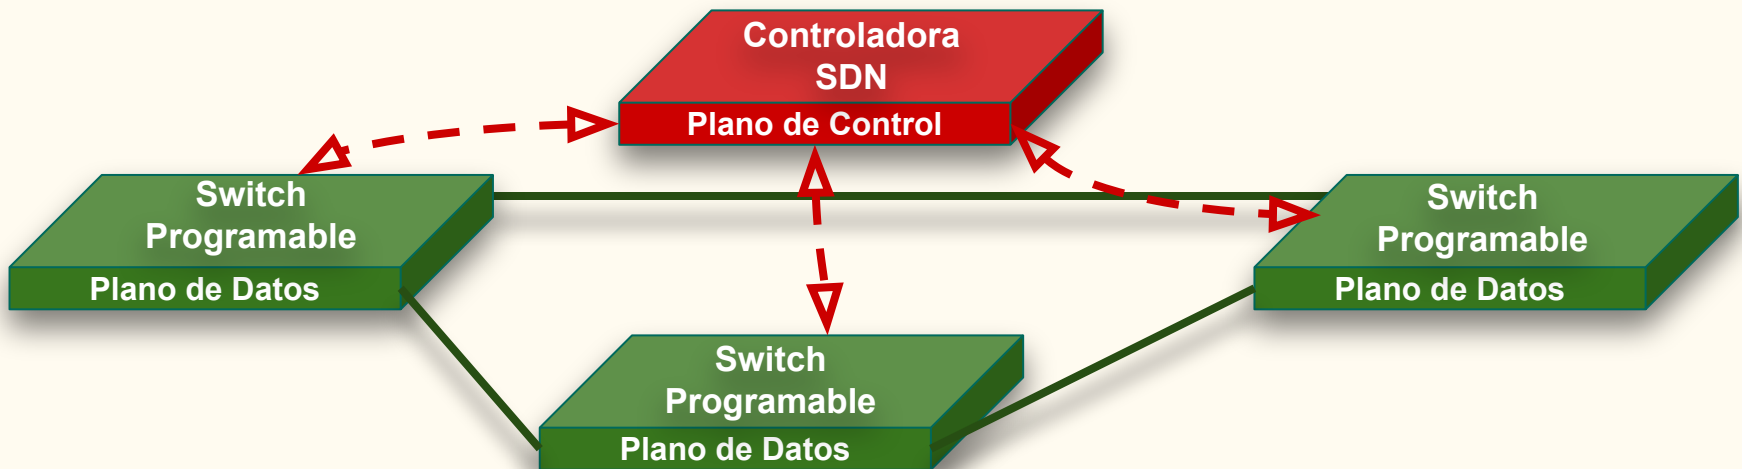 Controladora
SDN
Plano de Control
Switch
Programable
Plano de Datos
Switch
Programable
Plano de Datos
Switch
Programable
Plano de Datos